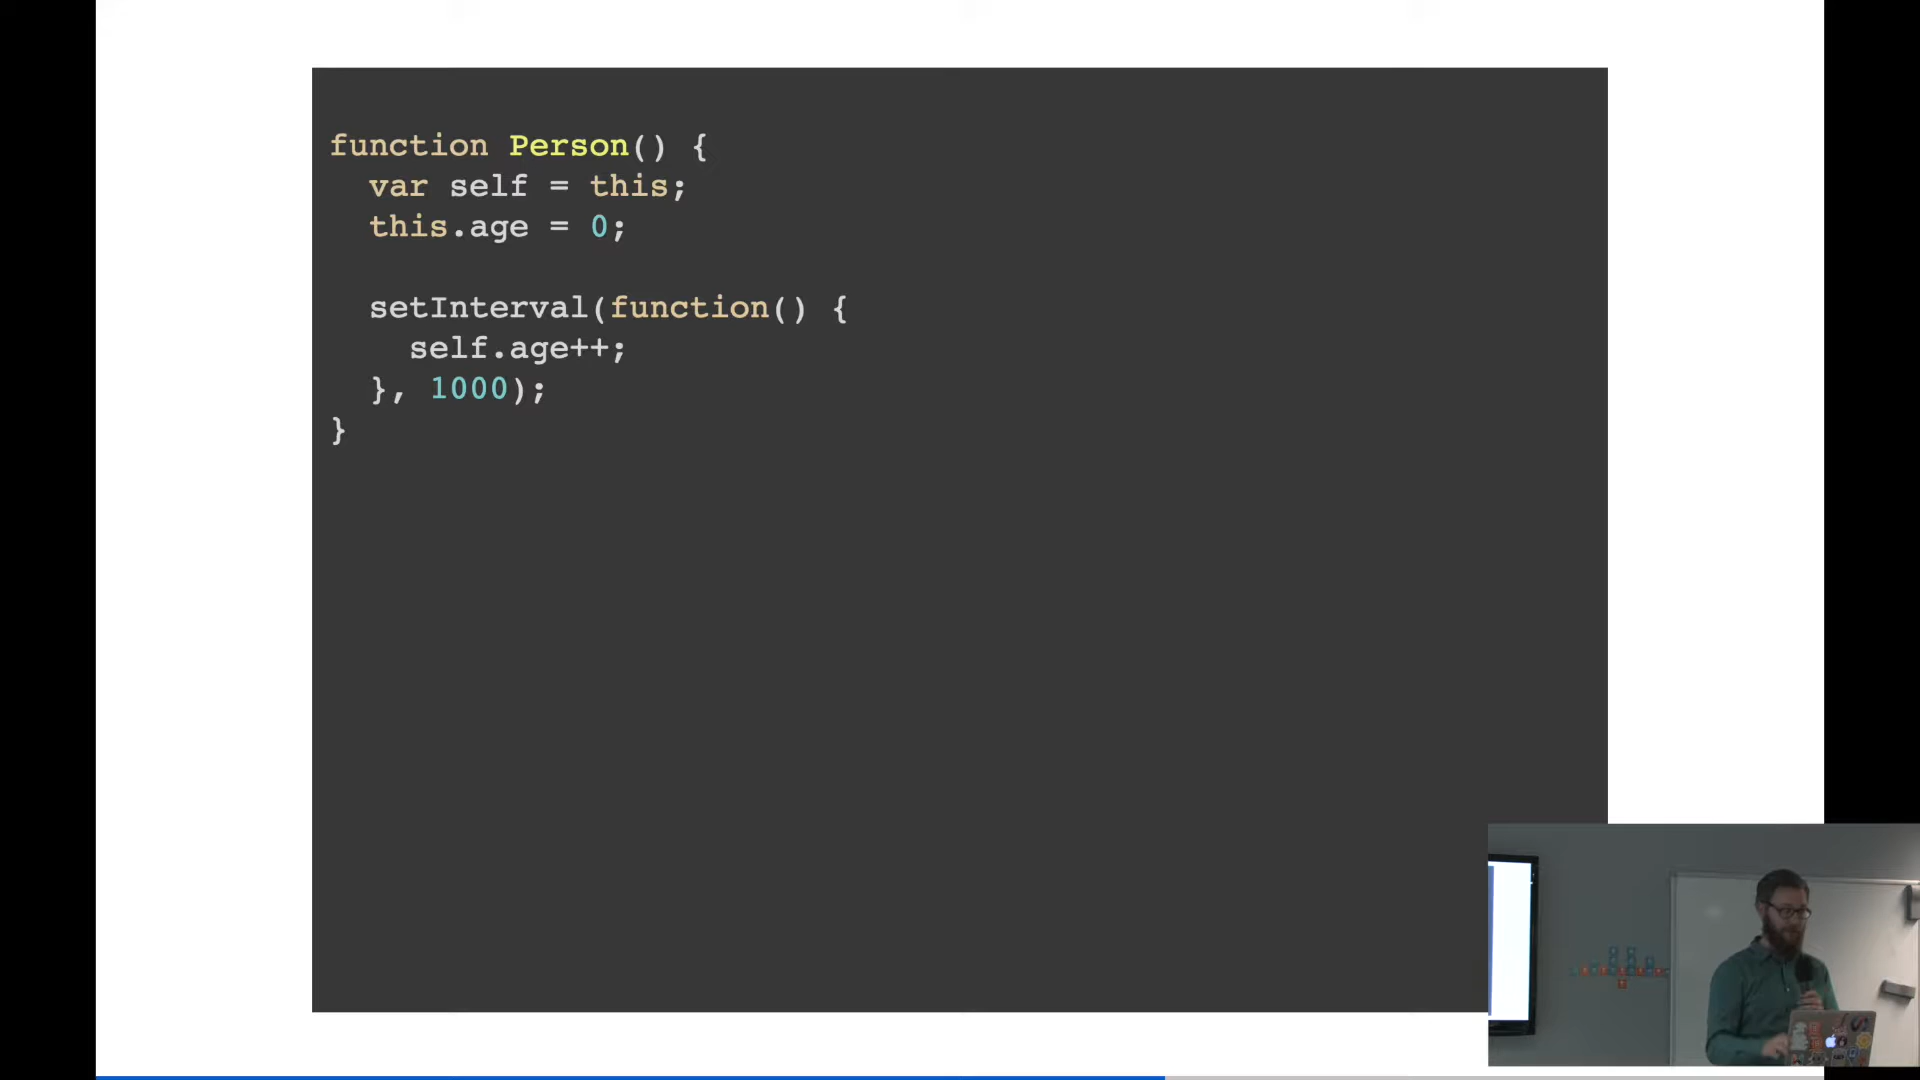 function Person() {
  var self = this;
  this.age = 0;

  setInterval(function() {
    self.age++;
  }, 1000);
}